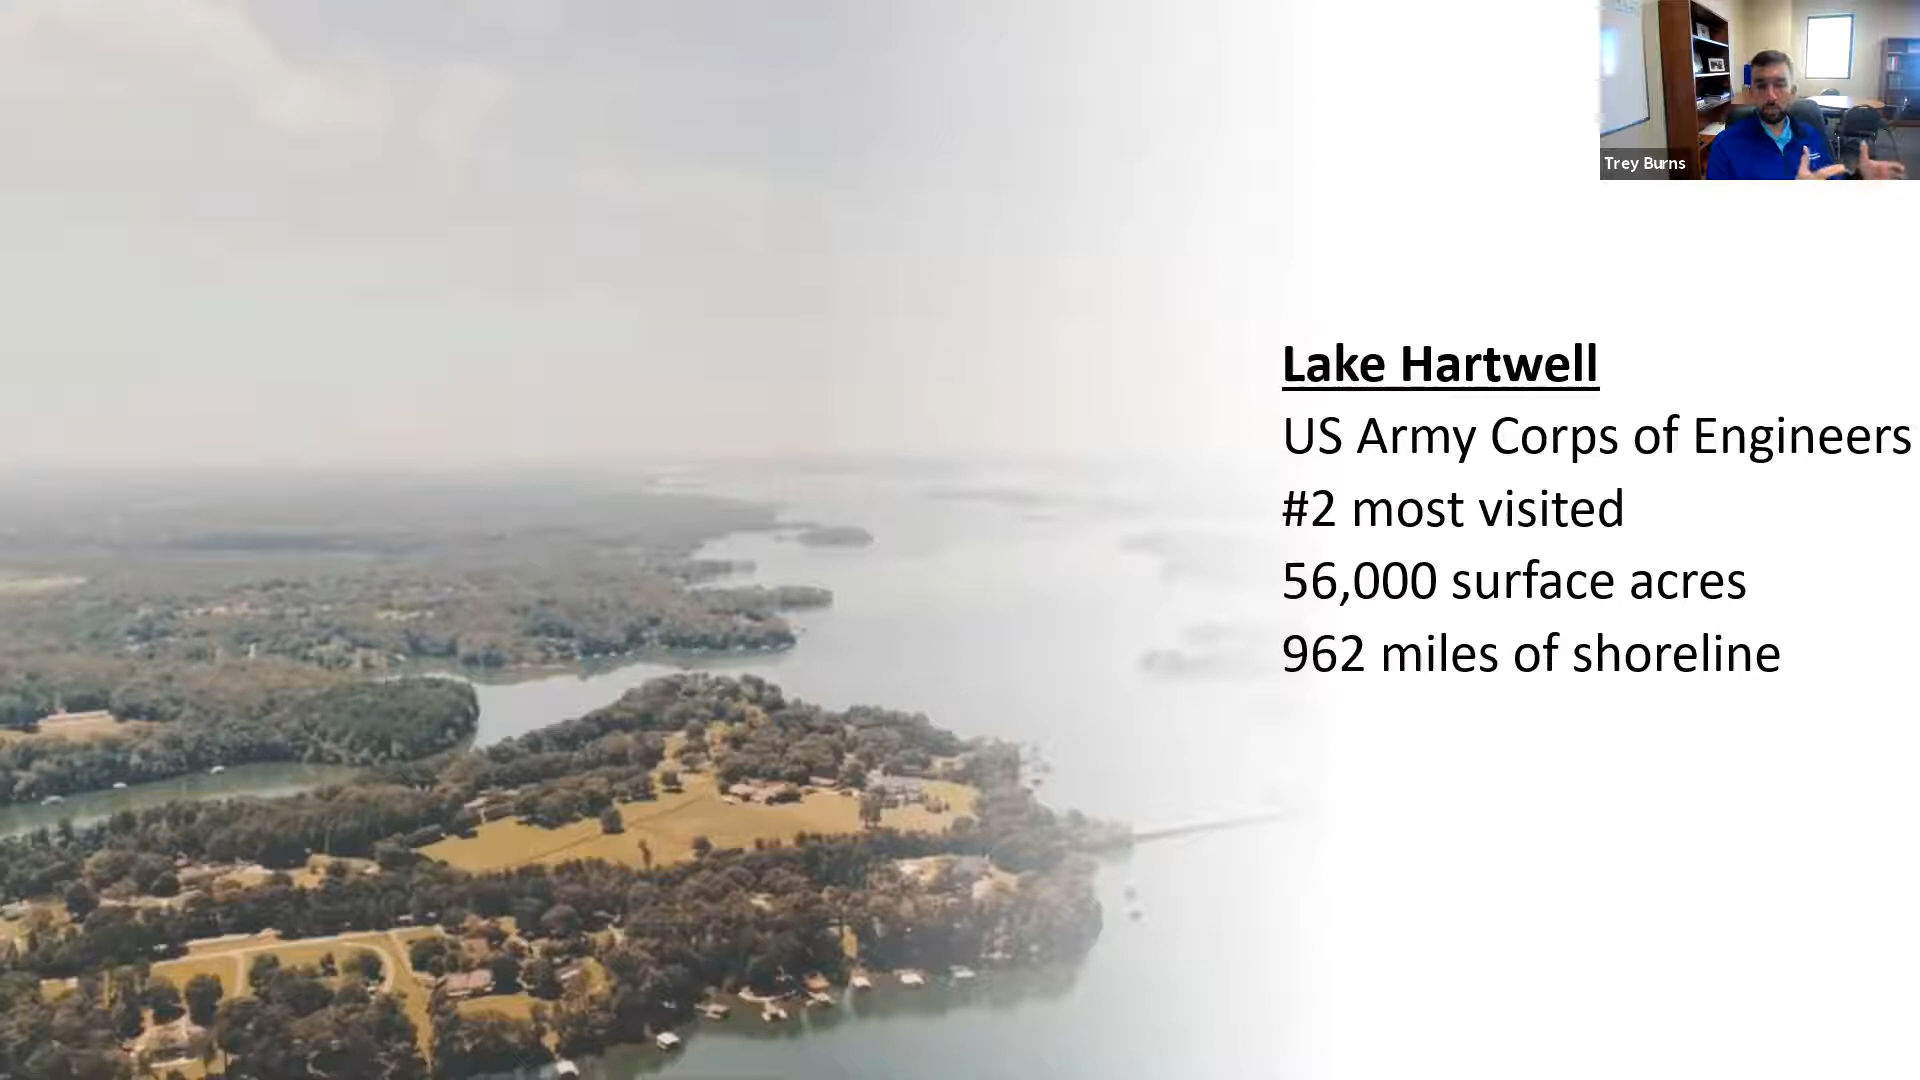 Trey Burns
Lake Hartwell
US Army Corps of Engineers
#2 most visited
56,000 surface acres
962 miles of shoreline